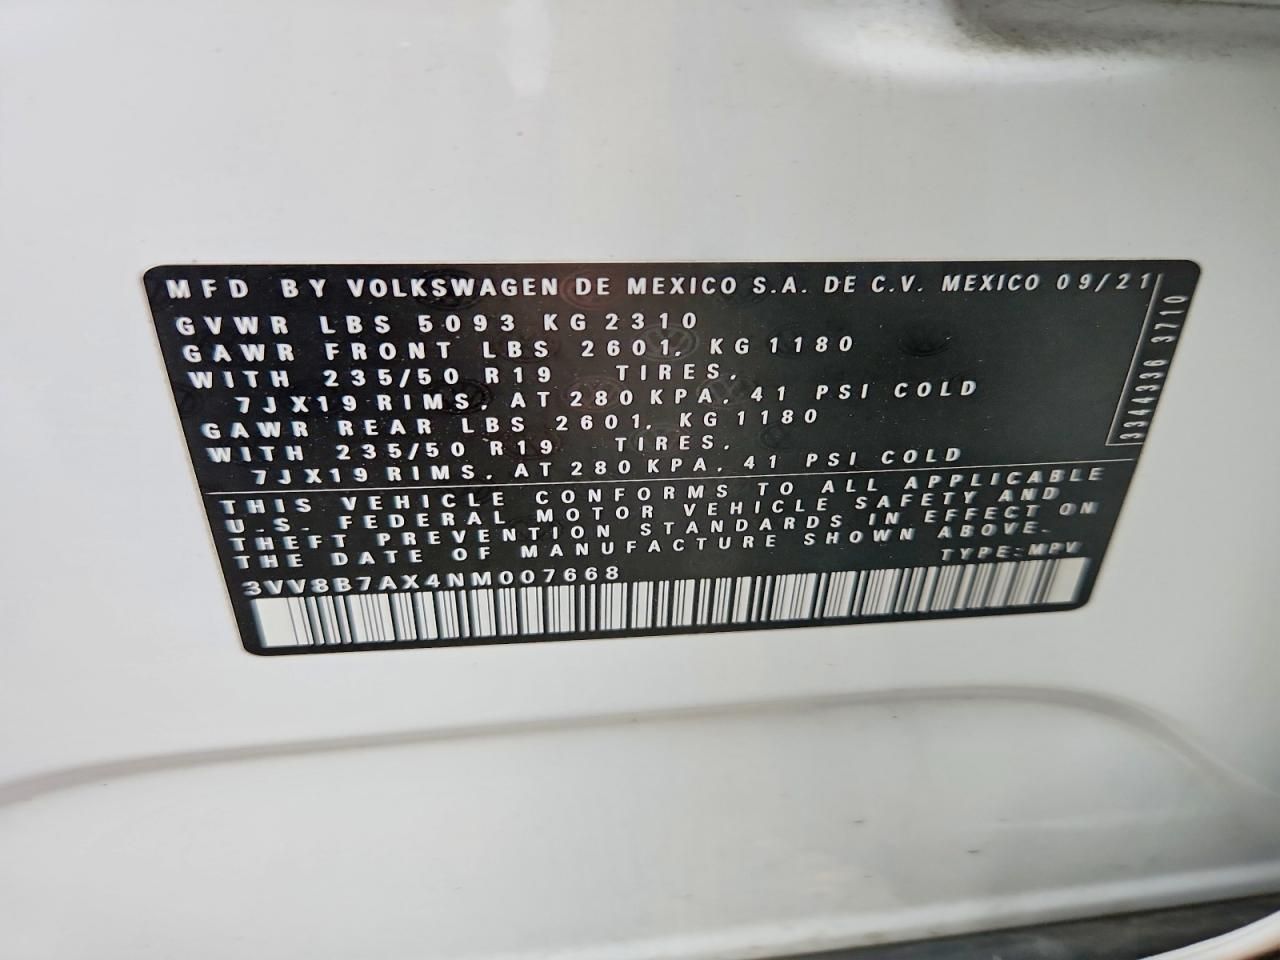 MFD BY VOLKSWAGEN DE MEXICO S.A. DE C.V. MEXICO 09/21
GVWR LBS 5093 KG 2310
GAWR FRONT LBS 2601, KG 1180
WITH 235/50 R19 TIRES,
7JX19 RIMS, AT 280 KPA, 41 PSI COLD
GAWR REAR LBS 2601, KG 1180
WITH 235/50 R19 TIRES,
7JX19 RIMS, AT 280 KPA, 41 PSI COLD
THIS VEHICLE CONFORMS TO ALL APPLICABLE
U.S. FEDERAL MOTOR VEHICLE SAFETY AND
THEFT PREVENTION STANDARDS IN EFFECT ON
THE DATE OF MANUFACTURE SHOWN ABOVE.
TYPE: MPV
3VV8B7AX4NM007668
3344336 3710